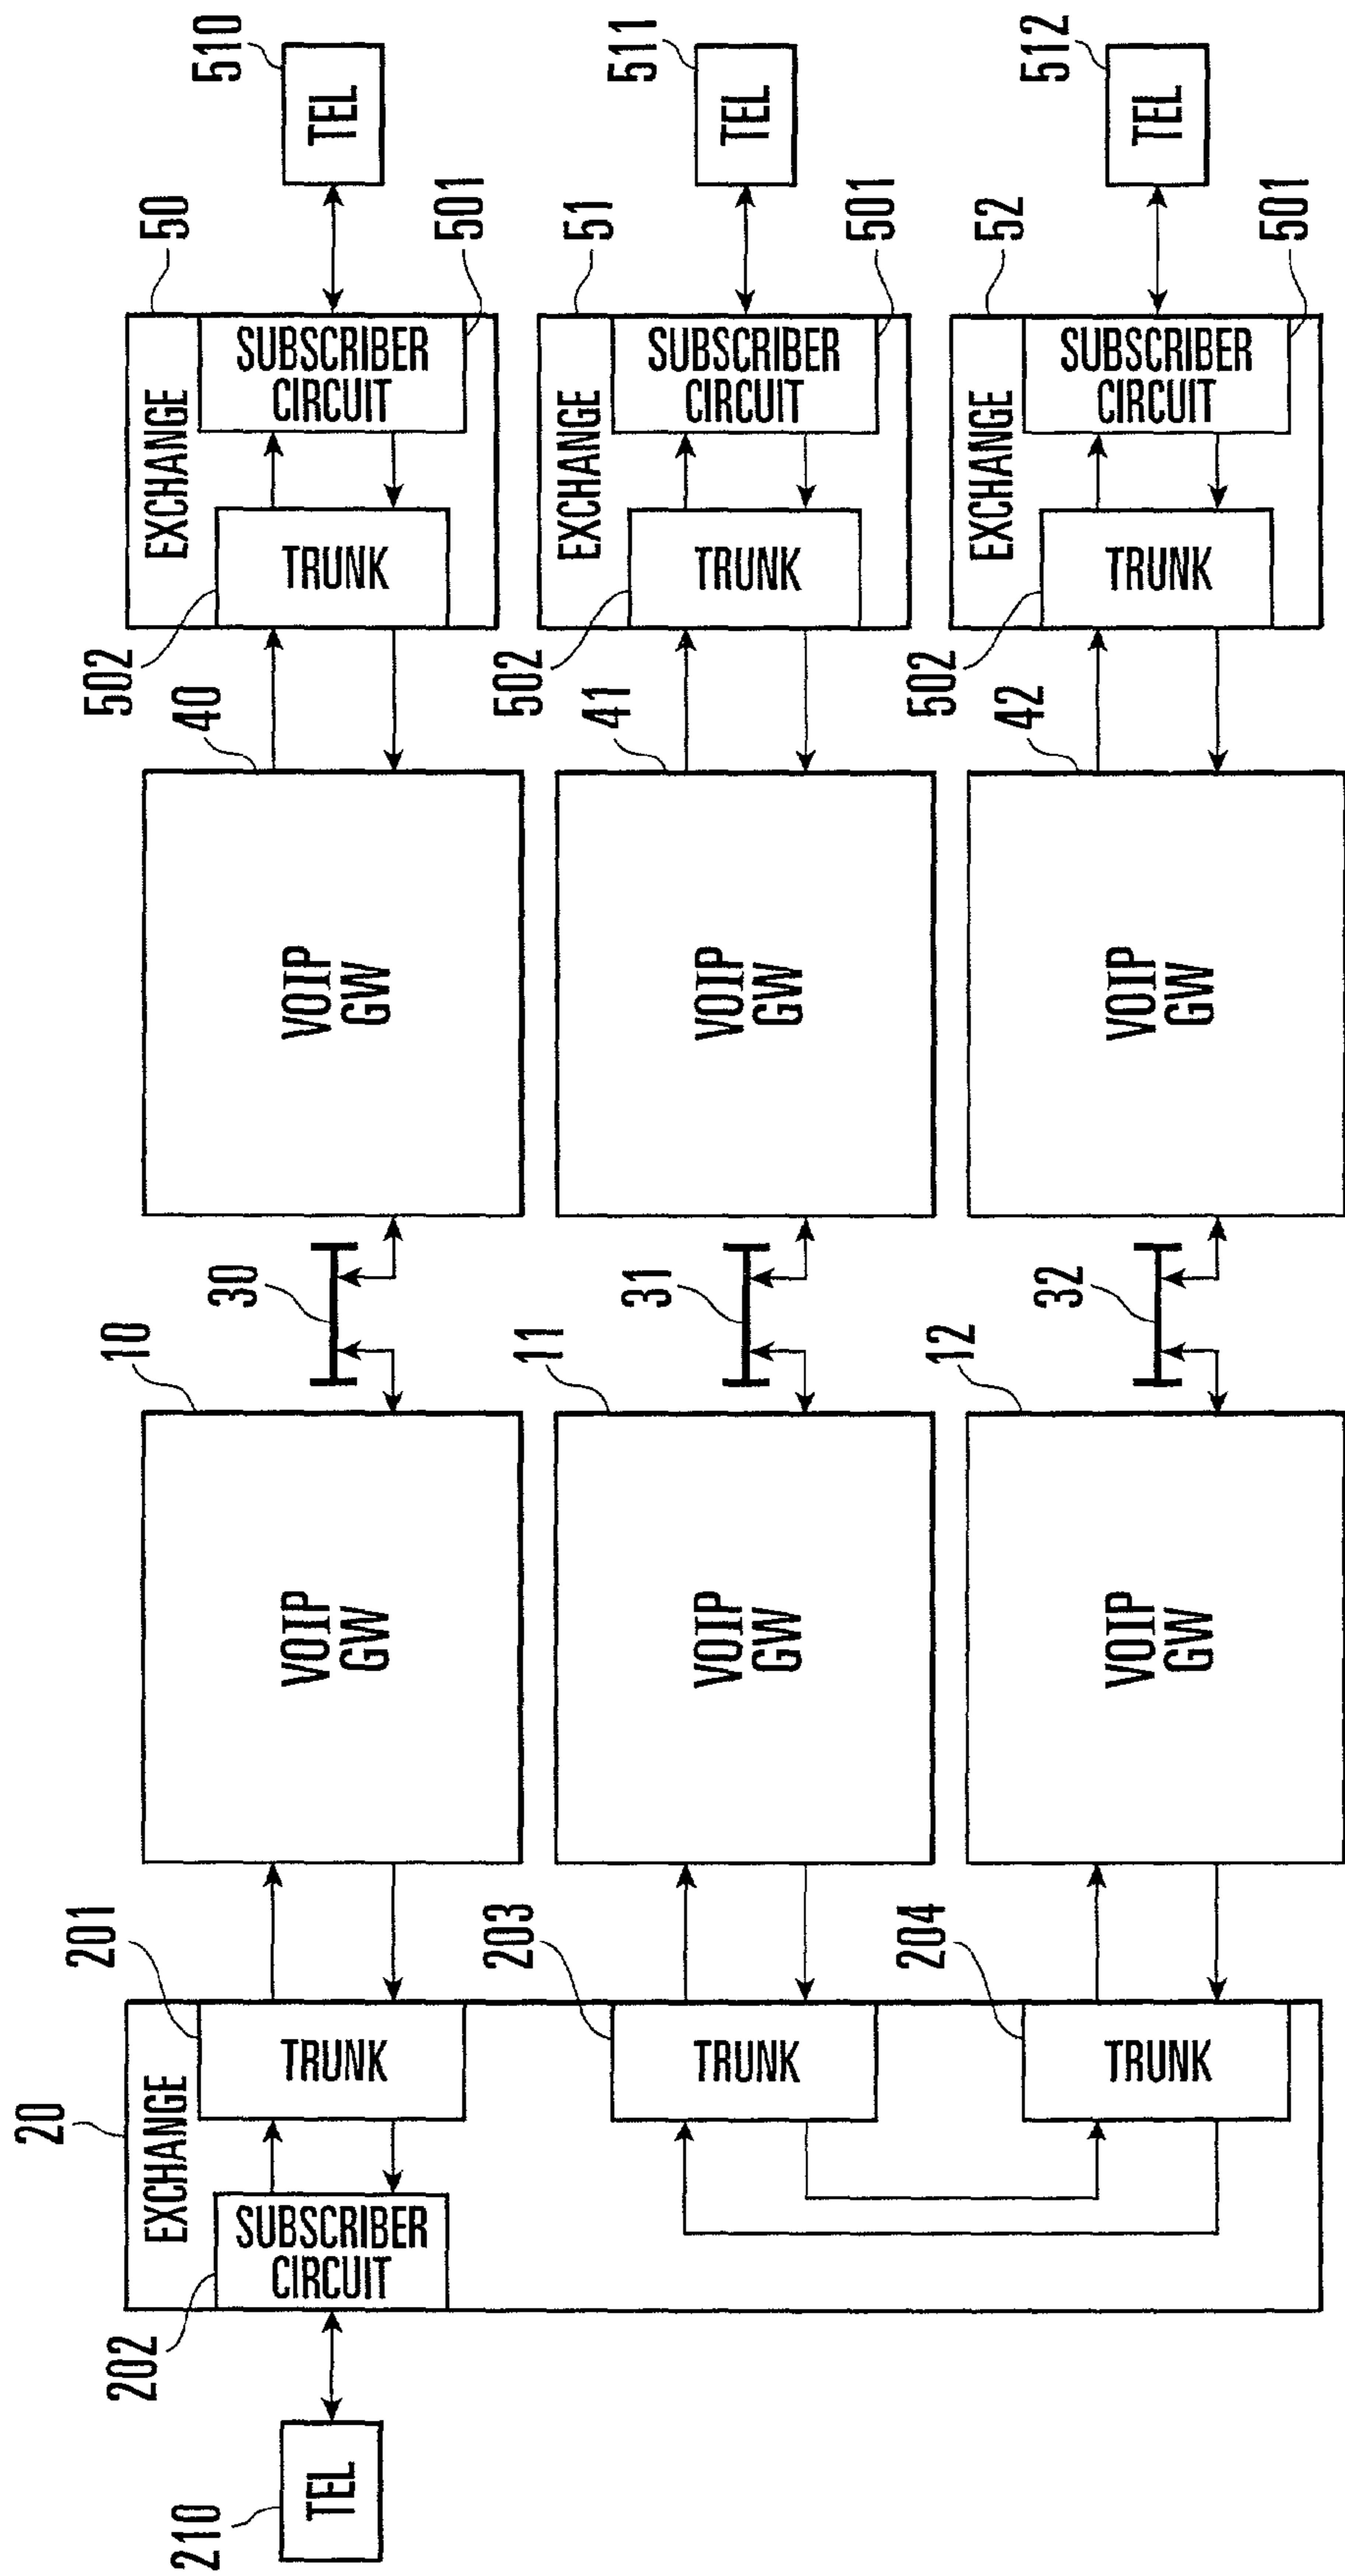 20
EXCHANGE
201
10
30
40
502
EXCHANGE
50
510
210
TEL
202
SUBSCRIBER
CIRCUIT
TRUNK
VOIP
GW
VOIP
GW
TRUNK
SUBSCRIBER
CIRCUIT
501
TEL
203
11
31
41
502
EXCHANGE
51
511
TRUNK
VOIP
GW
VOIP
GW
TRUNK
SUBSCRIBER
CIRCUIT
501
TEL
204
12
32
42
502
EXCHANGE
52
512
TRUNK
VOIP
GW
VOIP
GW
TRUNK
SUBSCRIBER
CIRCUIT
501
TEL